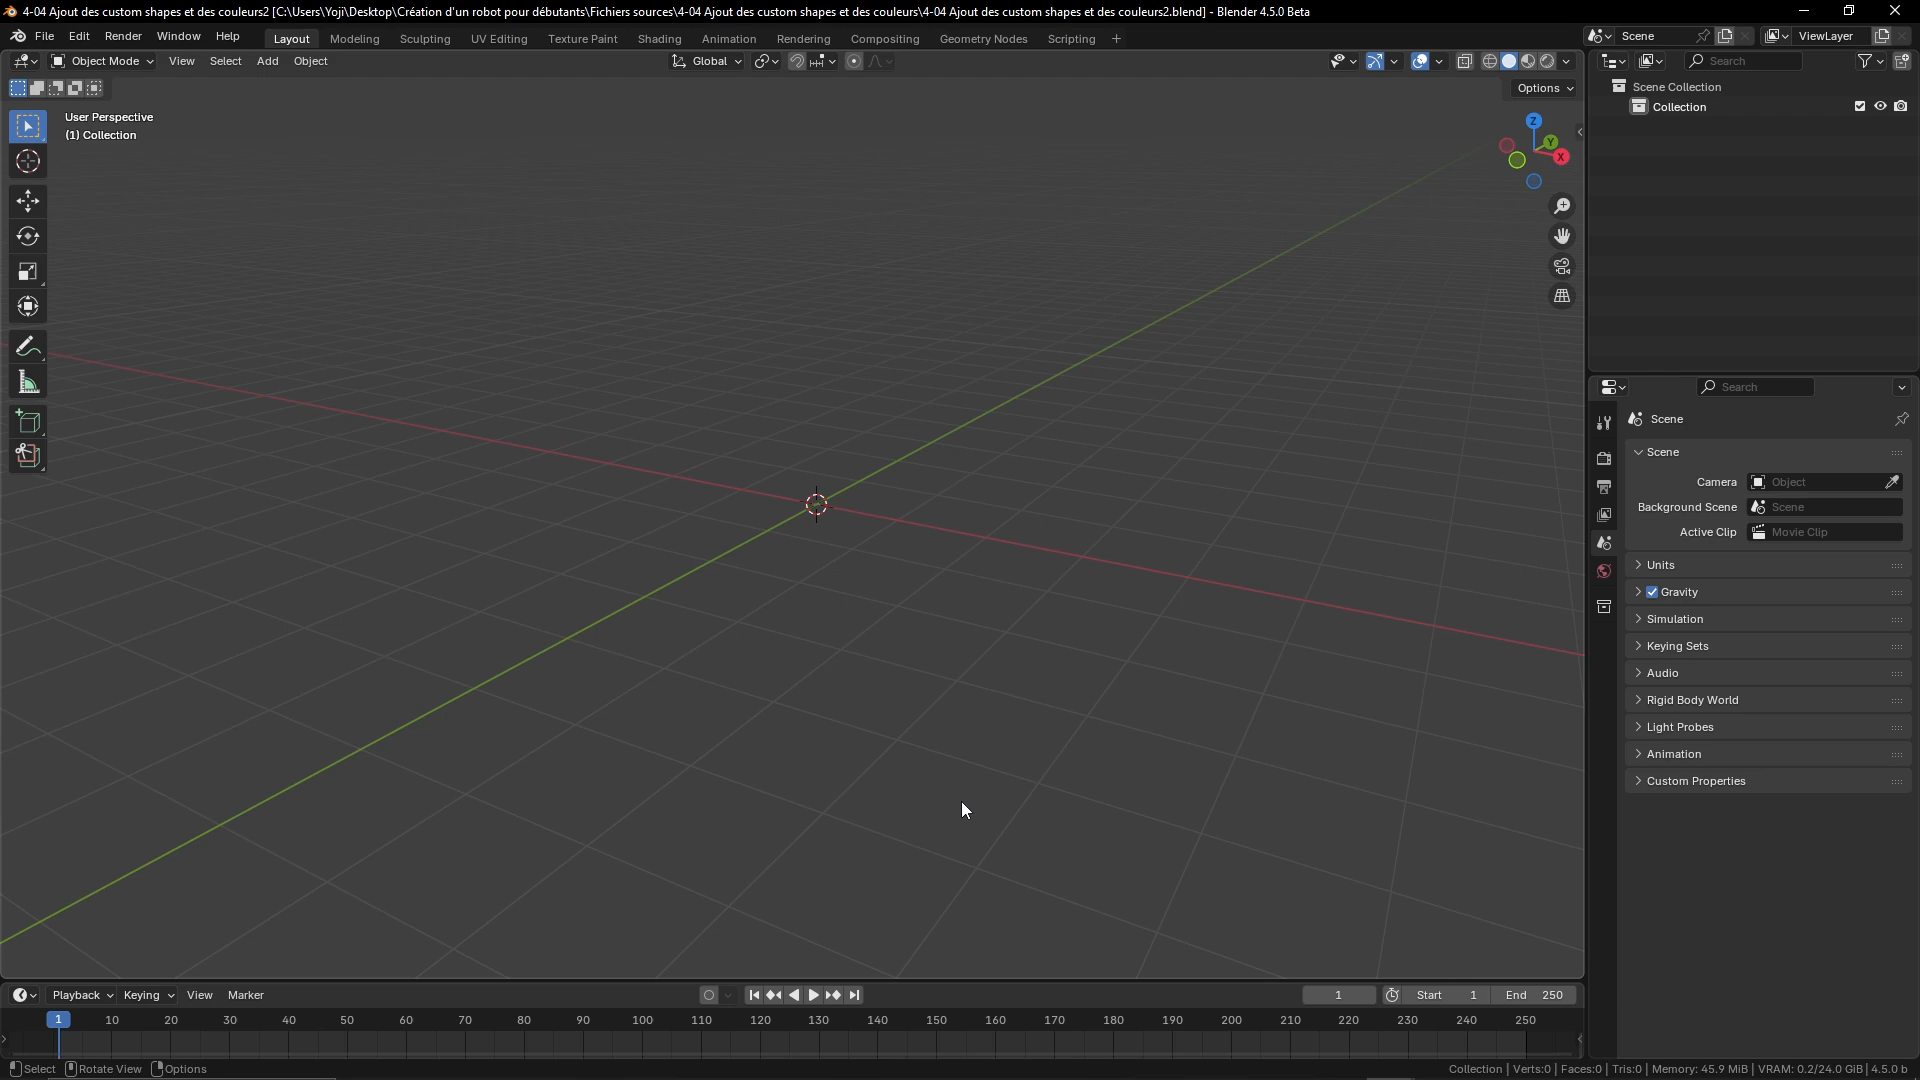 4-04 Ajout des custom shapes et des couleurs2 [C:\Users\Yoji\Desktop\Création d'un robot pour débutants\Fichiers sources\4-04 Ajout des custom shapes et des couleurs\4-04 Ajout des custom shapes et des couleurs2.blend] - Blender 4.5.0 Beta
File Edit Render Window Help Layout Modeling Sculpting UV Editing Texture Paint Shading Animation Rendering Compositing Geometry Nodes Scripting + Scene ViewLayer
Object Mode View Select Add Object Global Search
Options
User Perspective
(1) Collection
Z
Y
X
Scene Collection
Collection
Search
Scene
Scene
Camera Object
Background Scene Scene
Active Clip Movie Clip
Units
Gravity
Simulation
Keying Sets
Audio
Rigid Body World
Light Probes
Animation
Custom Properties
Playback Keying View Marker 1 Start 1 End 250
1 10 20 30 40 50 60 70 80 90 100 110 120 130 140 150 160 170 180 190 200 210 220 230 240 250
Select Rotate View Options Collection | Verts:0 | Faces:0 | Tris:0 | Memory: 45.9 MiB | VRAM: 0.2/24.0 GiB | 4.5.0 b